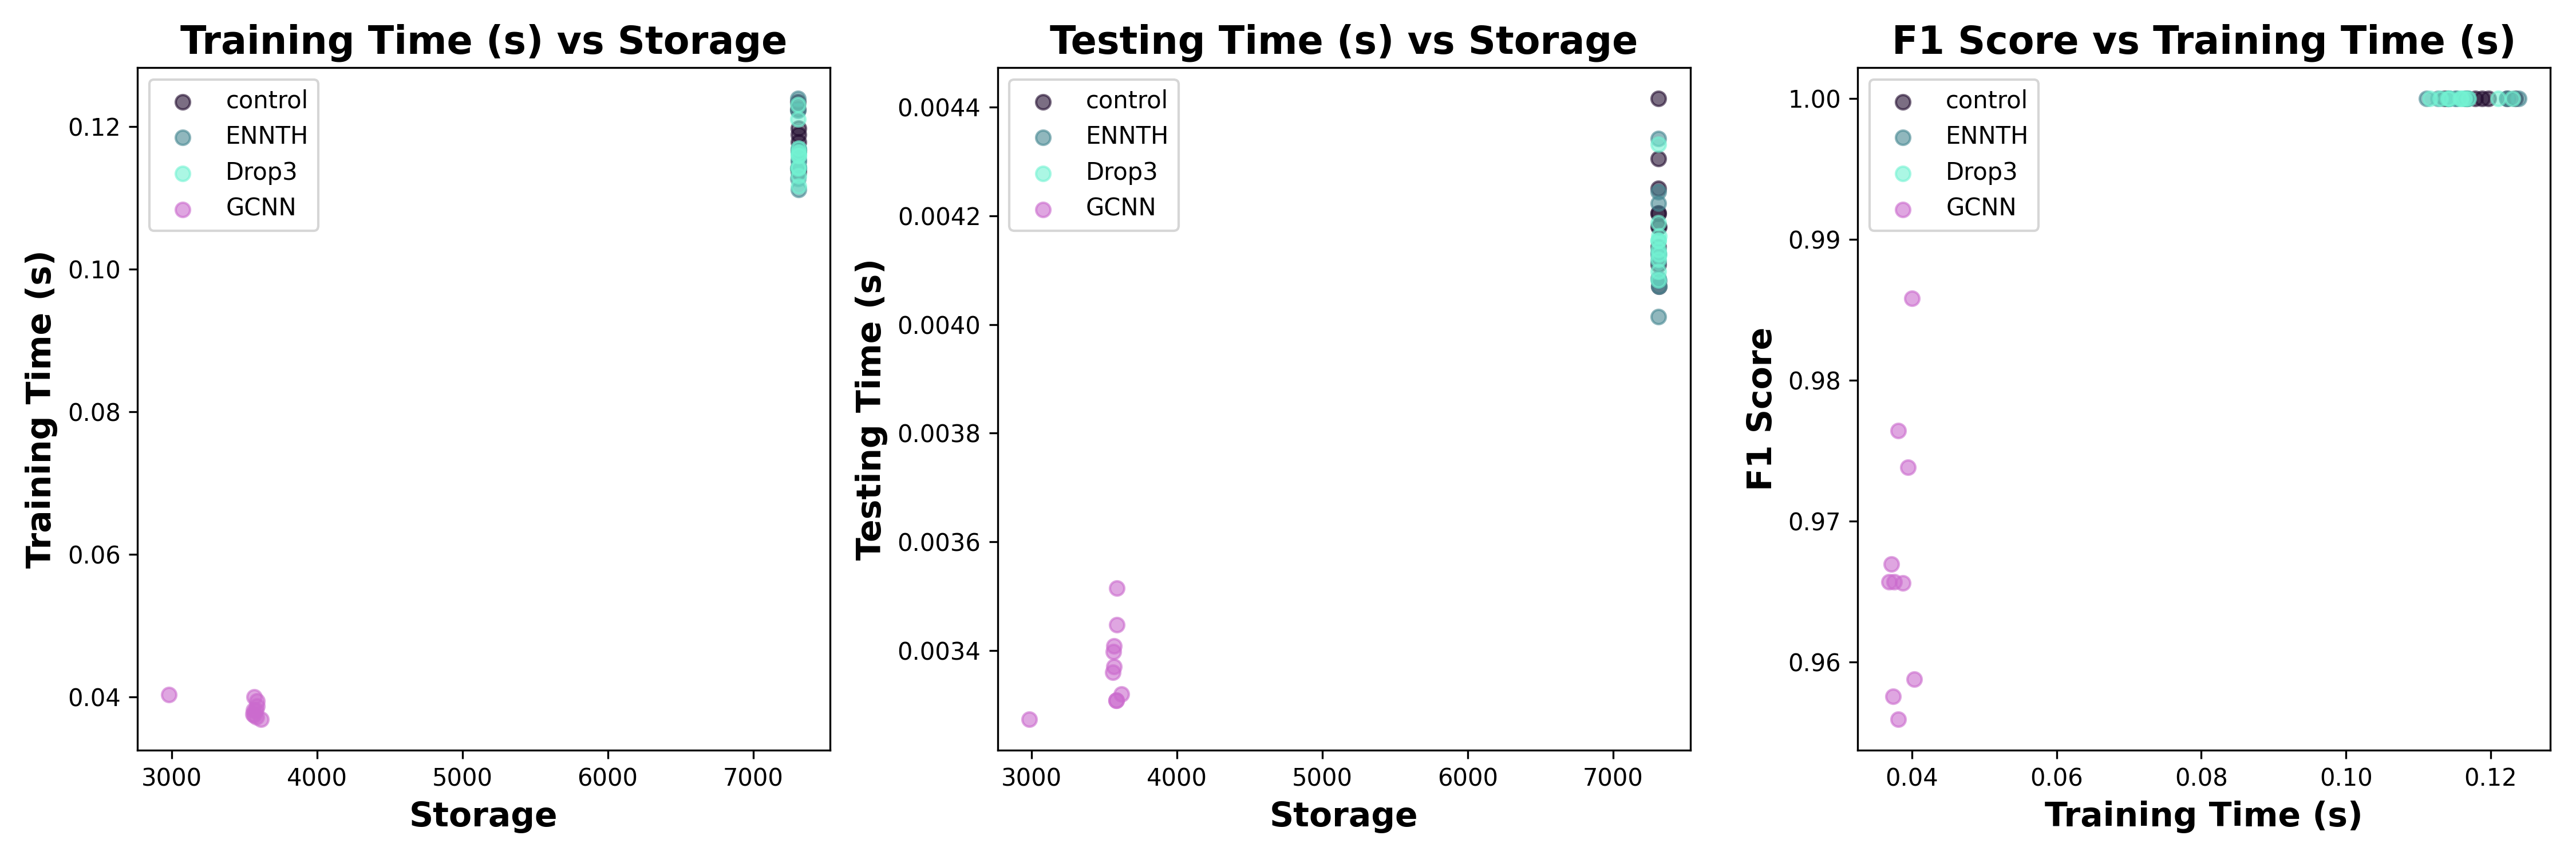 Training Time (s) vs Storage
control
ENNTH
Drop3
GCNN
0.12
0.10
0.08
0.06
0.04
Training Time (s)
3000 4000 5000 6000 7000
Storage
Testing Time (s) vs Storage
control
ENNTH
Drop3
GCNN
0.0044
0.0042
0.0040
0.0038
0.0036
0.0034
Testing Time (s)
3000 4000 5000 6000 7000
Storage
F1 Score vs Training Time (s)
control
ENNTH
Drop3
GCNN
1.00
0.99
0.98
0.97
0.96
F1 Score
0.04 0.06 0.08 0.10 0.12
Training Time (s)